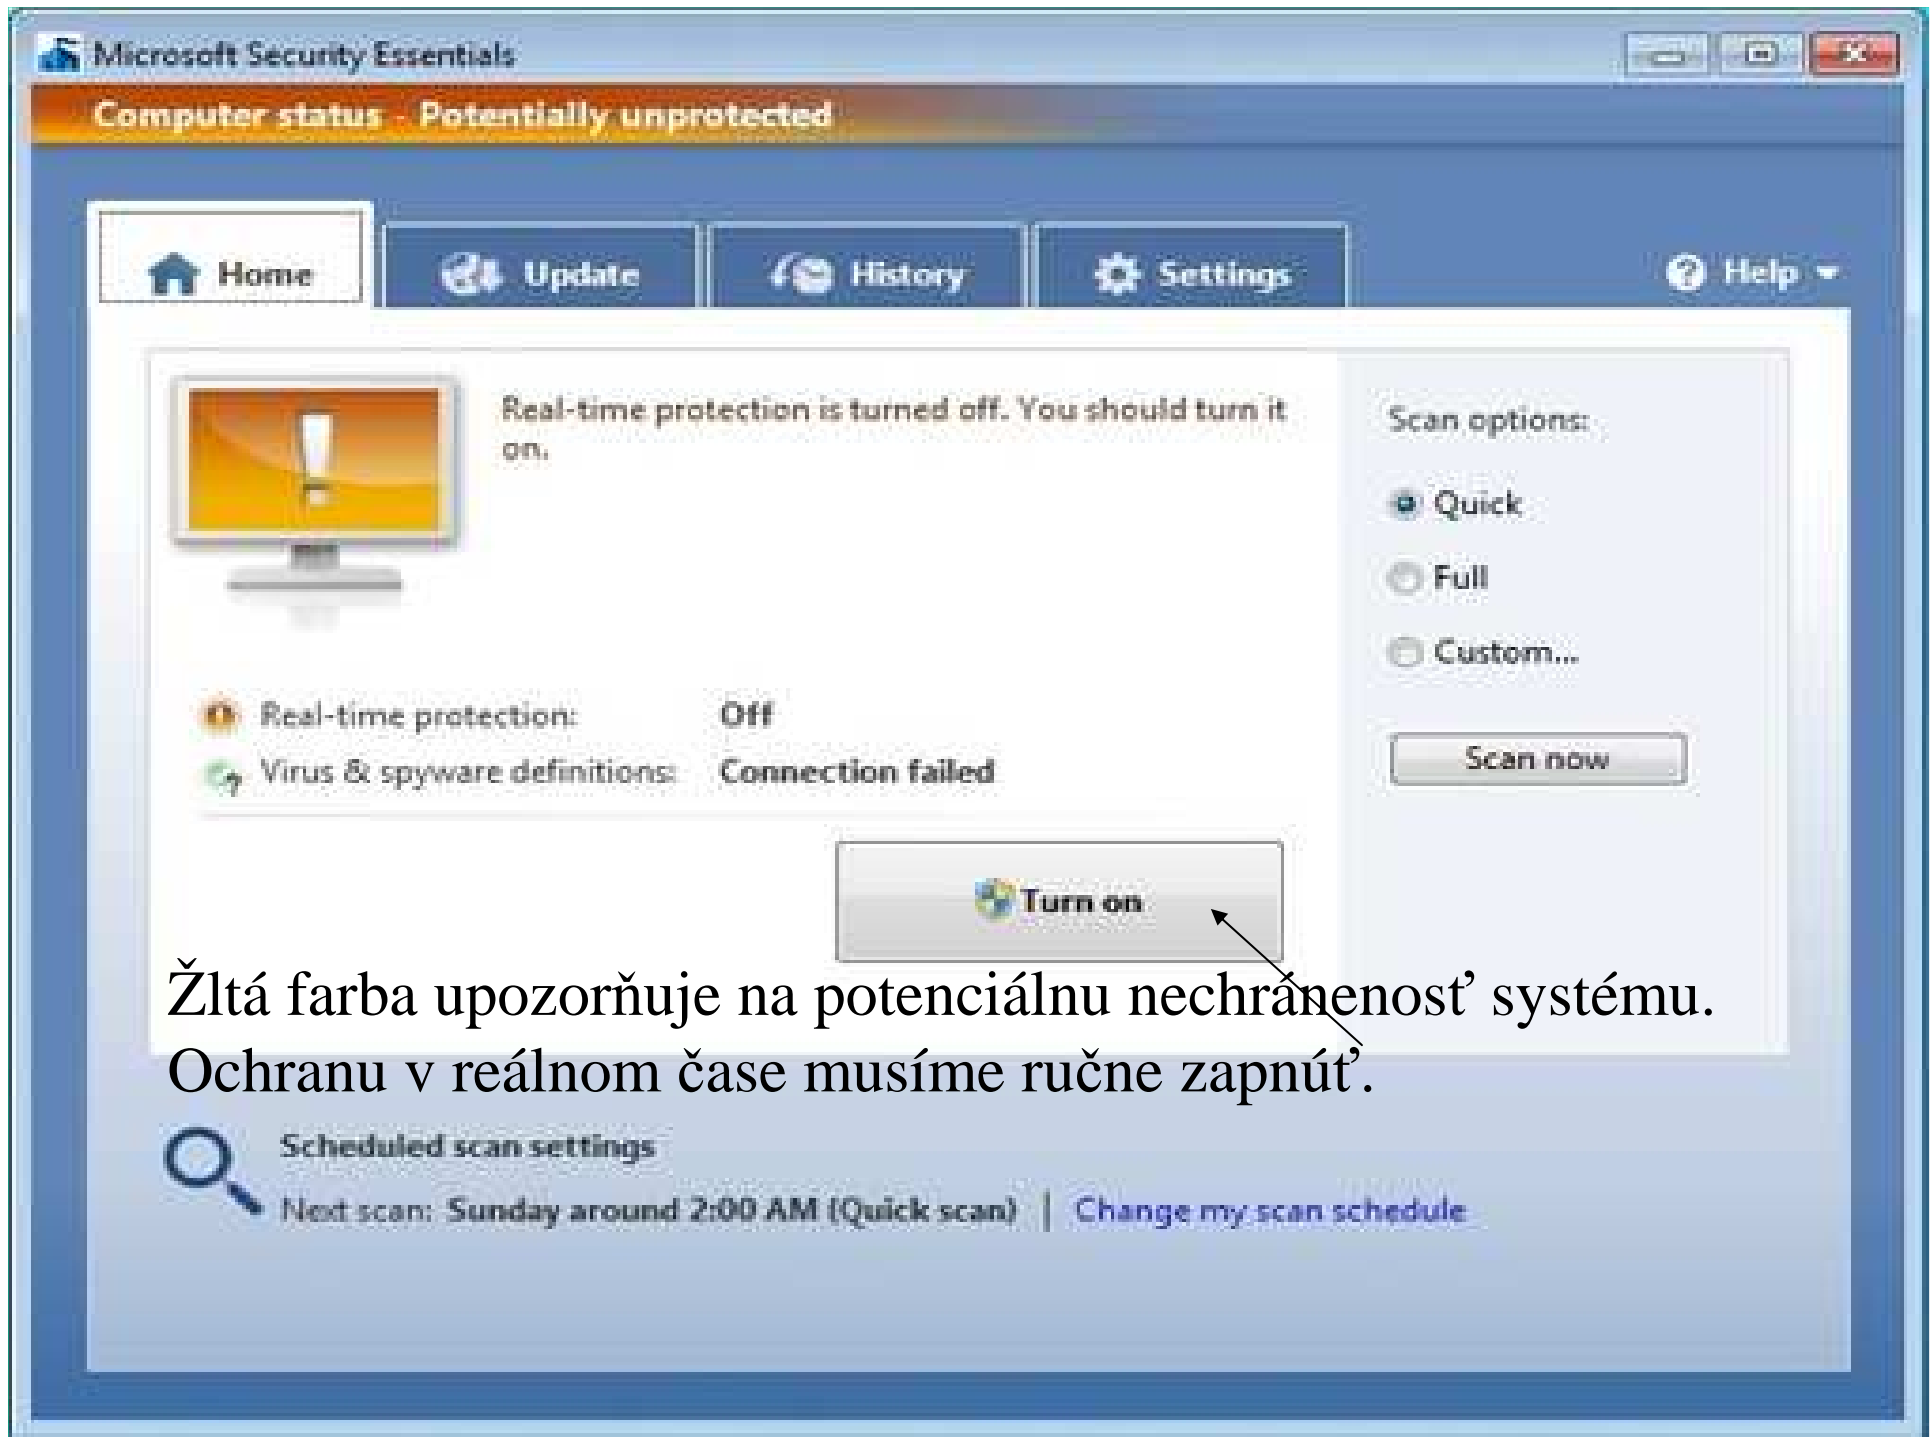 Microsoft Security Essentials
Computer status - Potentially unprotected
Home
Update
History
Settings
Help
Real-time protection is turned off. You should turn it
on.
Scan options:
Quick
Full
Custom...
Real-time protection: Off
Virus & spyware definitions: Connection failed
Scan now
Turn on
Žltá farba upozorňuje na potenciálnu nechránenosť systému.
Ochranu v reálnom čase musíme ručne zapnúť.
Scheduled scan settings
Next scan: Sunday around 2:00 AM (Quick scan) | Change my scan schedule